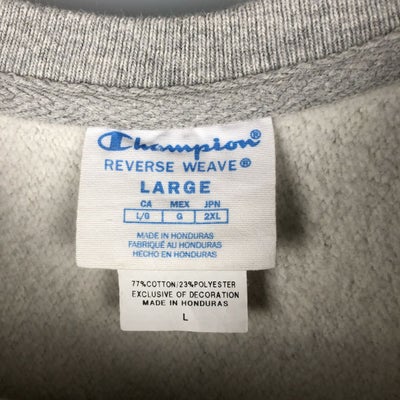 Champion®
REVERSE WEAVE®
LARGE
CA MEX JPN
L/G G 2XL
MADE IN HONDURAS
FABRIQUÉ AU HONDURAS
HECHO EN HONDURAS
77%COTTON/23%POLYESTER
EXCLUSIVE OF DECORATION
MADE IN HONDURAS
L